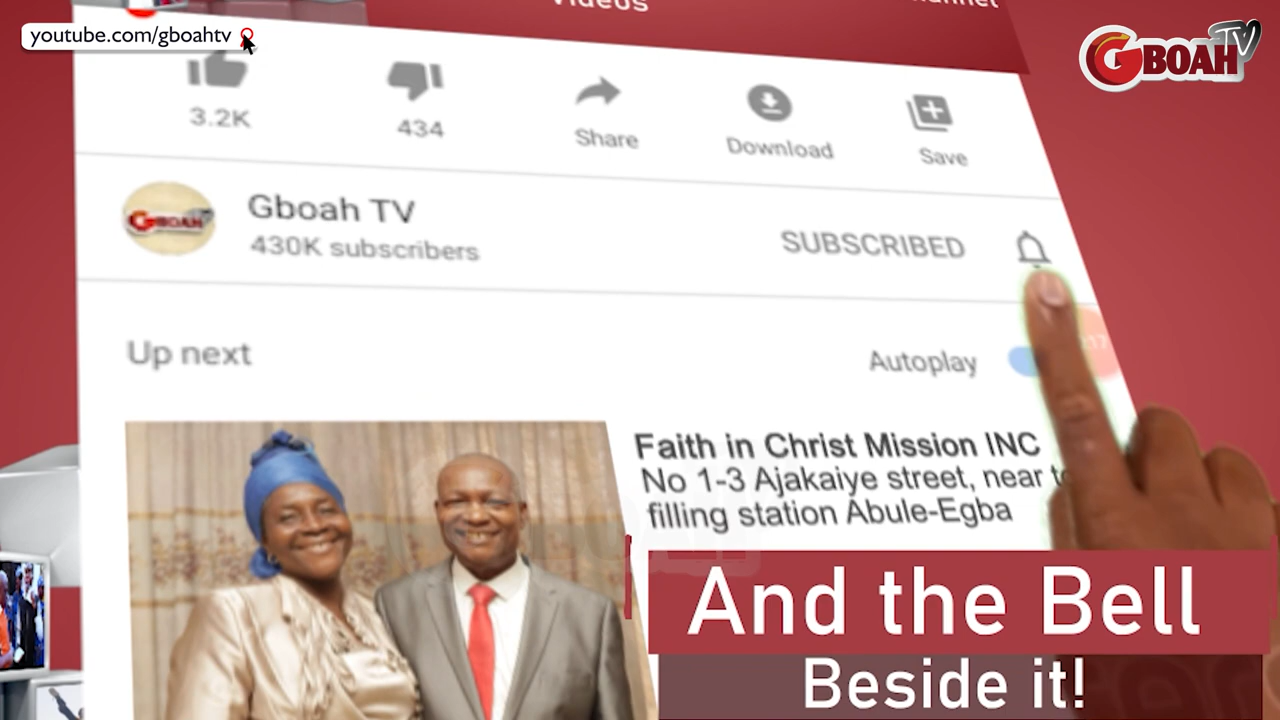 Videos
youtube.com/gboahtv
GBOAH TV
3.2K
434
Share
Download
Save
GBOAH
Gboah TV
430K subscribers
SUBSCRIBED
Up next
Autoplay
Faith in Christ Mission INC
No 1-3 Ajakaiye street, near
filling station Abule-Egba
And the Bell
Beside it!